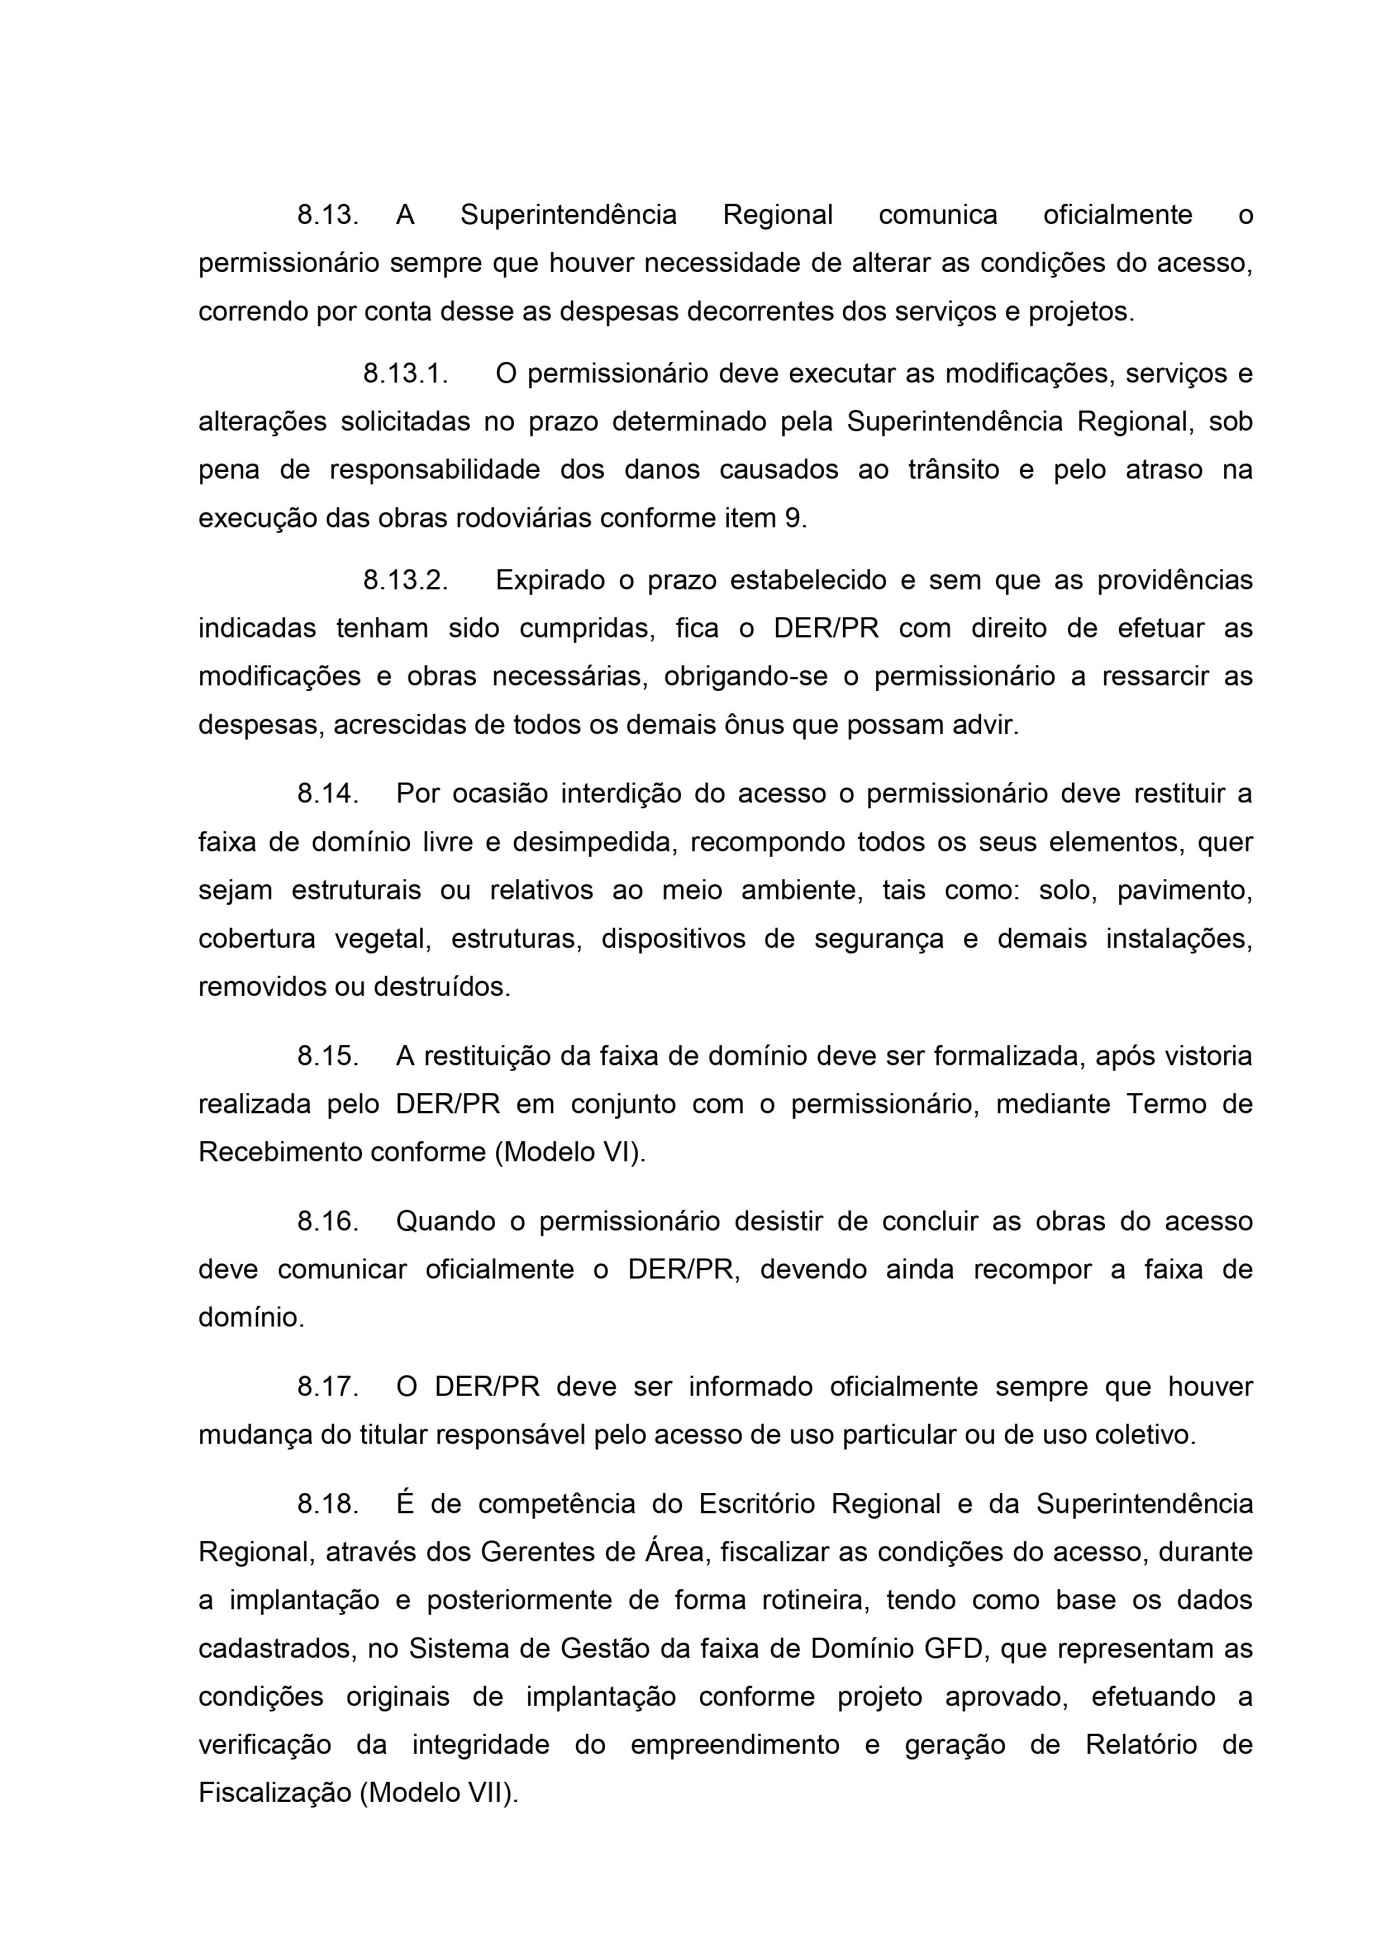 8.13. A Superintendência Regional comunica oficialmente o
permissionário sempre que houver necessidade de alterar as condições do acesso,
correndo por conta desse as despesas decorrentes dos serviços e projetos.
8.13.1. O permissionário deve executar as modificações, serviços e
alterações solicitadas no prazo determinado pela Superintendência Regional, sob
pena de responsabilidade dos danos causados ao trânsito e pelo atraso na
execução das obras rodoviárias conforme item 9.
8.13.2. Expirado o prazo estabelecido e sem que as providências
indicadas tenham sido cumpridas, fica o DER/PR com direito de efetuar as
modificações e obras necessárias, obrigando-se o permissionário a ressarcir as
despesas, acrescidas de todos os demais ônus que possam advir.
8.14. Por ocasião interdição do acesso o permissionário deve restituir a
faixa de domínio livre e desimpedida, recompondo todos os seus elementos, quer
sejam estruturais ou relativos ao meio ambiente, tais como: solo, pavimento,
cobertura vegetal, estruturas, dispositivos de segurança e demais instalações,
removidos ou destruídos.
8.15. A restituição da faixa de domínio deve ser formalizada, após vistoria
realizada pelo DER/PR em conjunto com o permissionário, mediante Termo de
Recebimento conforme (Modelo VI).
8.16. Quando o permissionário desistir de concluir as obras do acesso
deve comunicar oficialmente o DER/PR, devendo ainda recompor a faixa de
domínio.
8.17. O DER/PR deve ser informado oficialmente sempre que houver
mudança do titular responsável pelo acesso de uso particular ou de uso coletivo.
8.18. É de competência do Escritório Regional e da Superintendência
Regional, através dos Gerentes de Área, fiscalizar as condições do acesso, durante
a implantação e posteriormente de forma rotineira, tendo como base os dados
cadastrados, no Sistema de Gestão da faixa de Domínio GFD, que representam as
condições originais de implantação conforme projeto aprovado, efetuando a
verificação da integridade do empreendimento e geração de Relatório de
Fiscalização (Modelo VII).